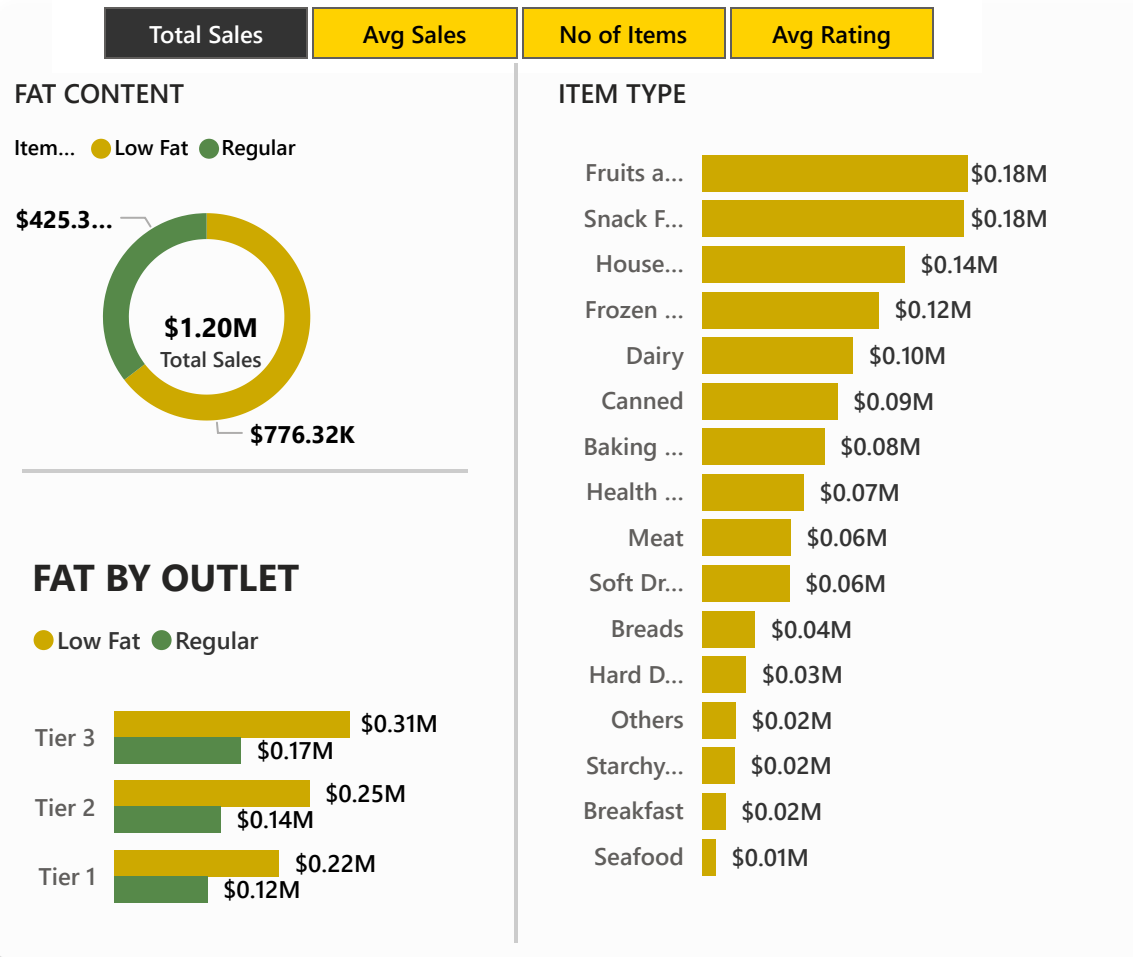 Total Sales
Avg Sales
No of Items
Avg Rating
FAT CONTENT
Item... Low Fat Regular
$425.3...
$1.20M
Total Sales
$776.32K
FAT BY OUTLET
Low Fat Regular
Tier 3 $0.31M
$0.17M
Tier 2 $0.25M
$0.14M
Tier 1 $0.22M
$0.12M
ITEM TYPE
Fruits a... $0.18M
Snack F... $0.18M
House... $0.14M
Frozen ... $0.12M
Dairy $0.10M
Canned $0.09M
Baking ... $0.08M
Health ... $0.07M
Meat $0.06M
Soft Dr... $0.06M
Breads $0.04M
Hard D... $0.03M
Others $0.02M
Starchy... $0.02M
Breakfast $0.02M
Seafood $0.01M